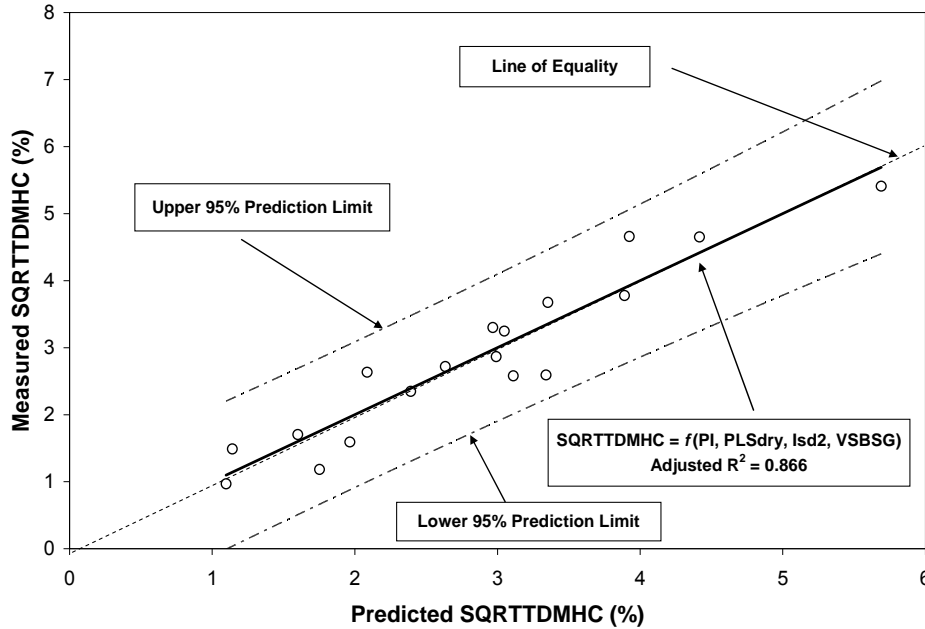 8
7
6
5
4
3
2
1
0
Measured SQRTTDMHC (%)
Line of Equality
Upper 95% Prediction Limit
SQRTTDMHC = f(PI, PLSdry, Isd2, VSBSG)
Adjusted R² = 0.866
Lower 95% Prediction Limit
0 1 2 3 4 5 6
Predicted SQRTTDMHC (%)